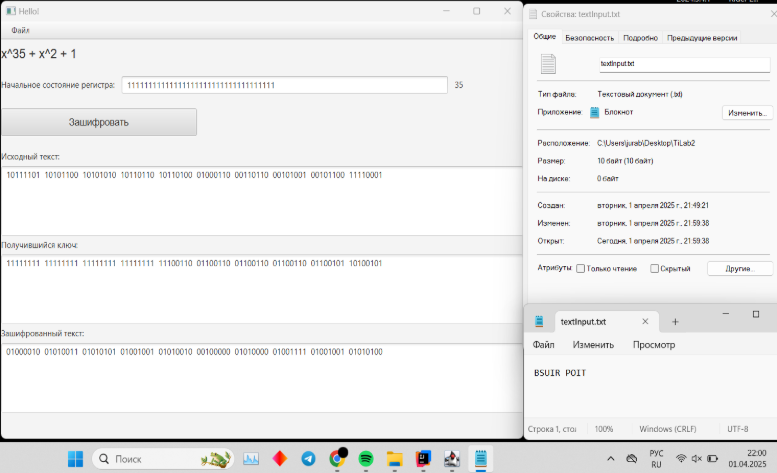 Hello!
Файл
x^35 + x^2 + 1
Начальное состояние регистра:
11111111111111111111111111111111111
35
Зашифровать
Исходный текст:
10111101 10101100 10101010 10110110 10110100 01000110 00110110 00101001 00101100 11110001
Получившийся ключ:
11111111 11111111 11111111 11111111 11100110 01100110 01100110 01100110 01100101 10100101
Зашифрованный текст:
01000010 01010011 01010101 01001001 01010010 00100000 01010000 01001111 01001001 01010100
Свойства: textInput.txt
Общие Безопасность Подробно Предыдущие версии
textInput.txt
Тип файла: Текстовый документ (.txt)
Приложение: Блокнот Изменить...
Расположение: C:\Users\jurab\Desktop\TiLab2
Размер: 10 байт (10 байт)
На диске: 0 байт
Создан: вторник, 1 апреля 2025 г., 21:49:21
Изменен: вторник, 1 апреля 2025 г., 21:59:38
Открыт: Сегодня, 1 апреля 2025 г., 21:59:38
Атрибуты: Только чтение Скрытый Другие...
textInput.txt
Файл Изменить Просмотр
BSUIR POIT
Строка 1, сто 100% Windows (CRLF) UTF-8
Поиск
РУС
RU
22:00
01.04.2025